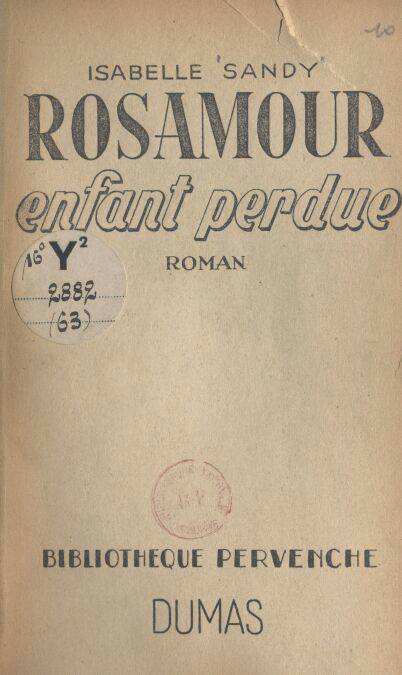 10
ISABELLE "SANDY"
ROSAMOUR
enfant perdue
ROMAN
16° Y²
2882
(63)
BIBLIOTHEQUE PERVENCHE
DUMAS